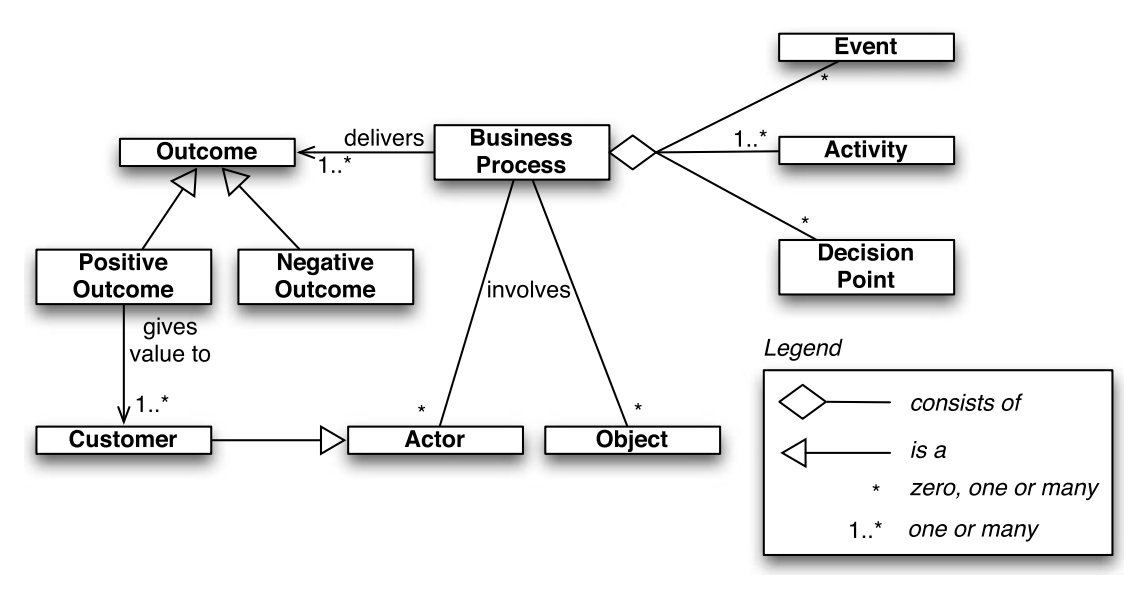 Event
*
Outcome
delivers
1..*
Business
Process
1..*
Activity
*
Decision
Point
Positive
Outcome
Negative
Outcome
involves
gives
value to
1..*
*
*
Customer
Actor
Object
Legend
consists of
is a
* zero, one or many
1..* one or many